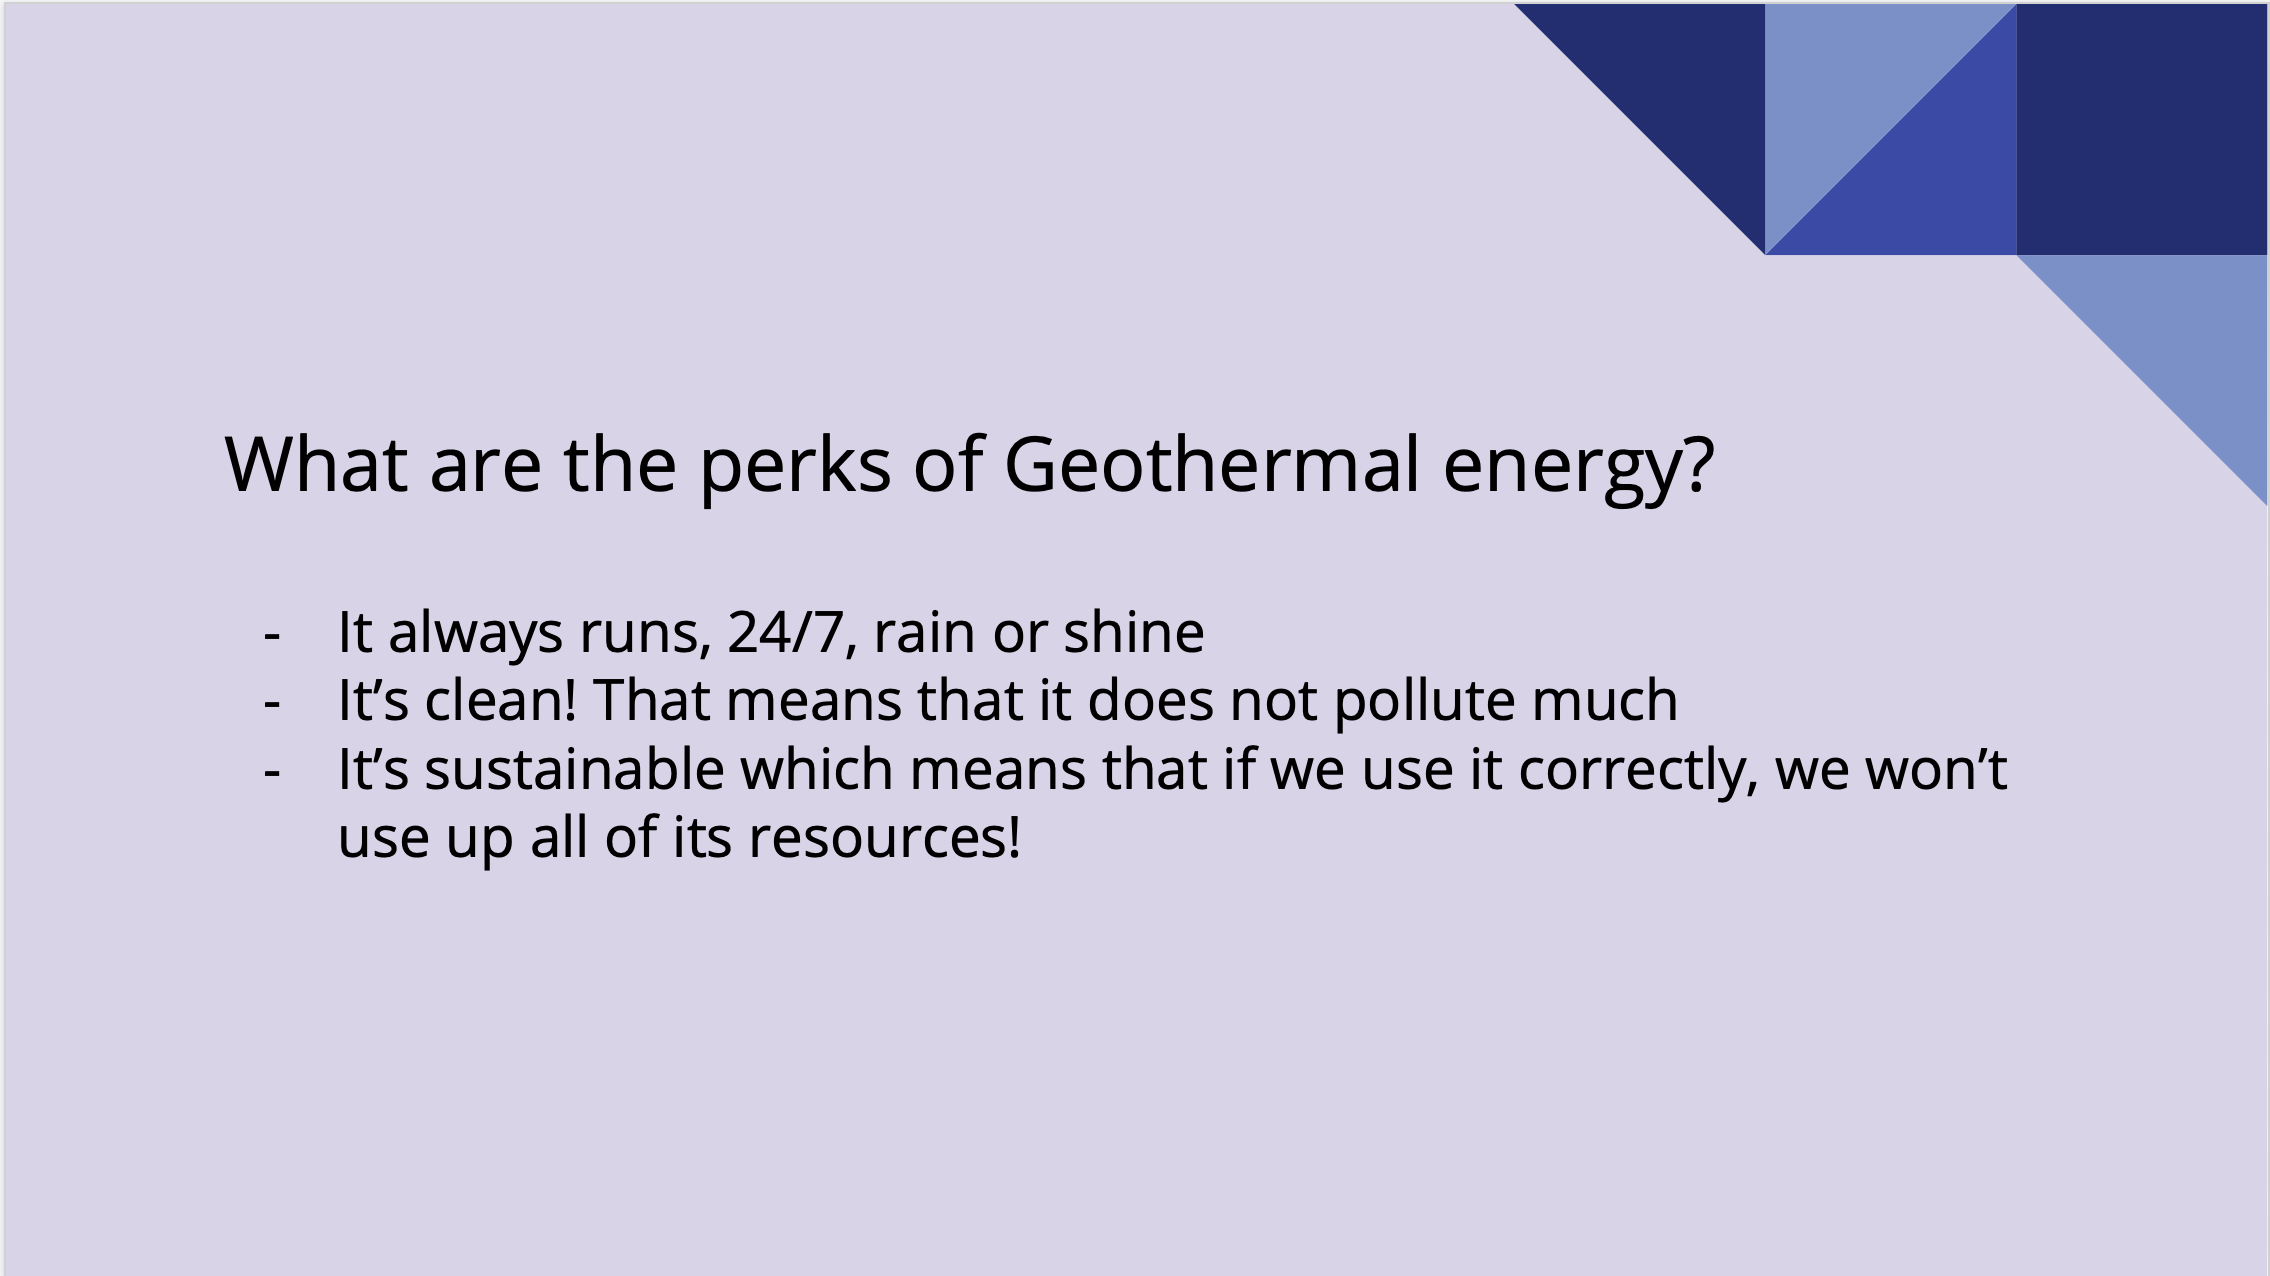 What are the perks of Geothermal energy?
- It always runs, 24/7, rain or shine
- It’s clean! That means that it does not pollute much
- It’s sustainable which means that if we use it correctly, we won’t
use up all of its resources!